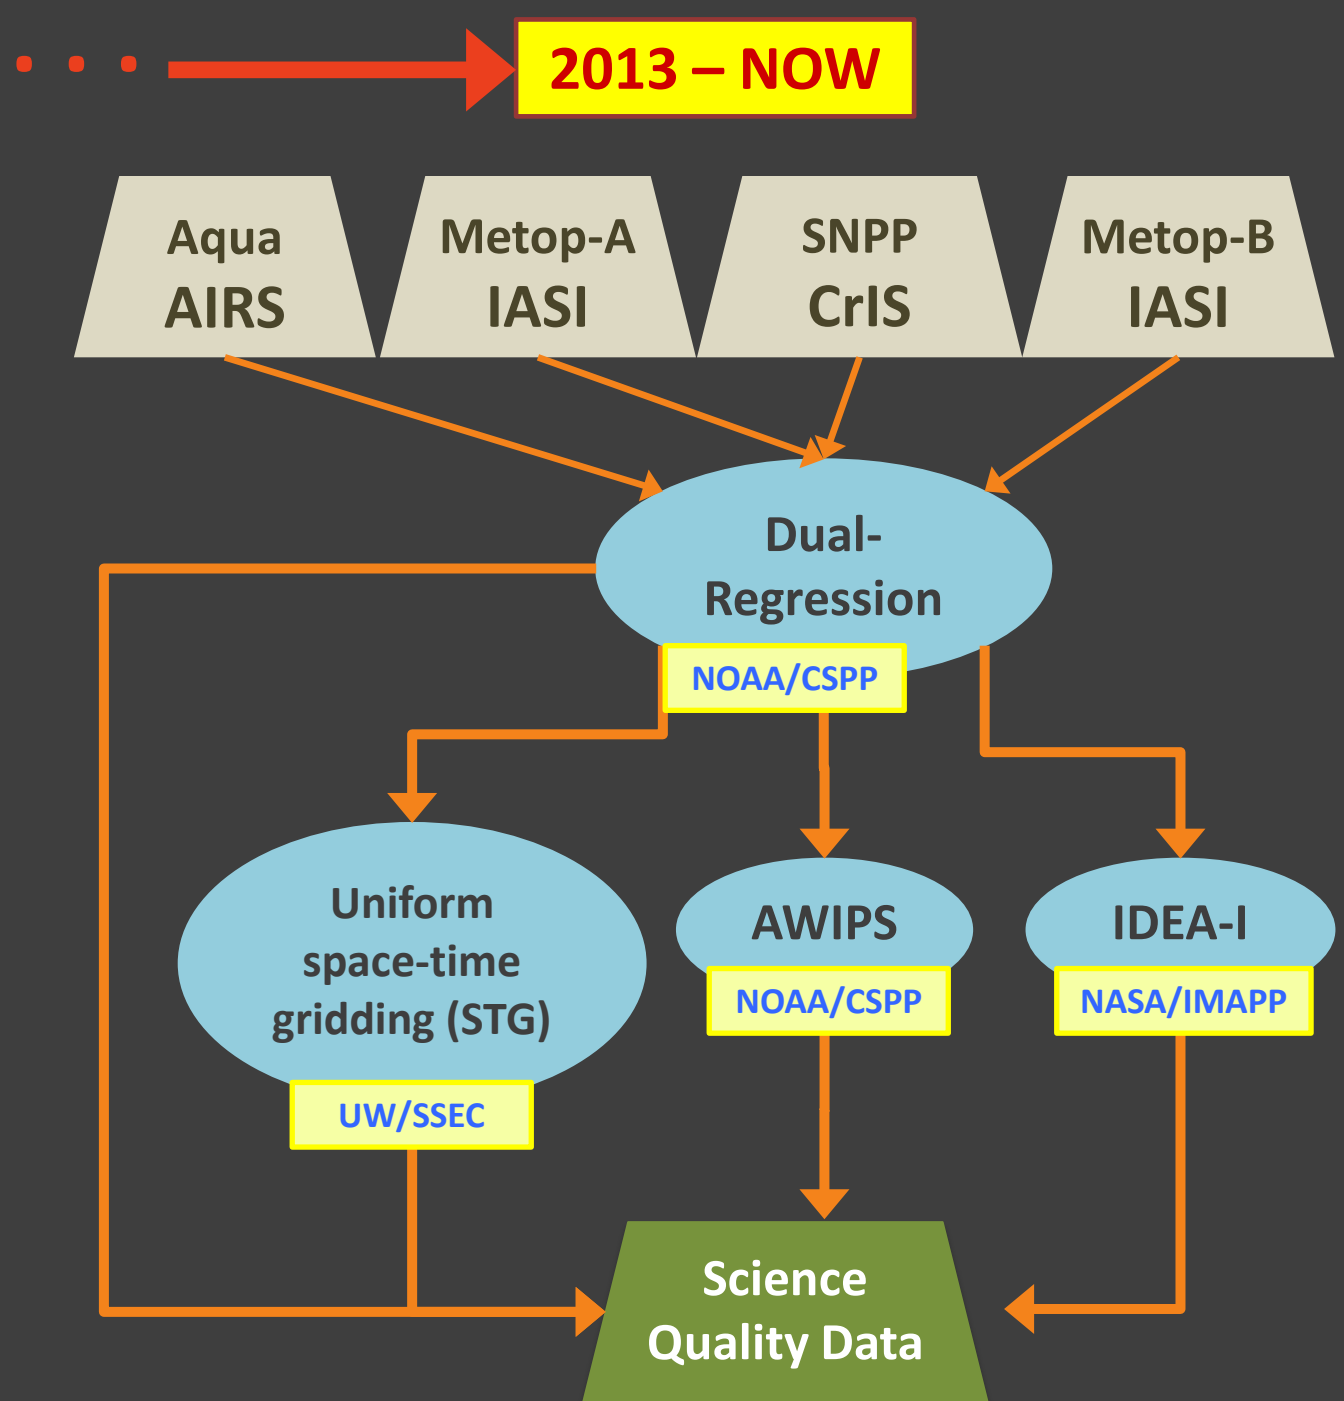 2013 – NOW
Aqua
AIRS
Metop-A
IASI
SNPP
CrIS
Metop-B
IASI
Dual-
Regression
NOAA/CSPP
Uniform
space-time
gridding (STG)
UW/SSEC
AWIPS
NOAA/CSPP
IDEA-I
NASA/IMAPP
Science
Quality Data